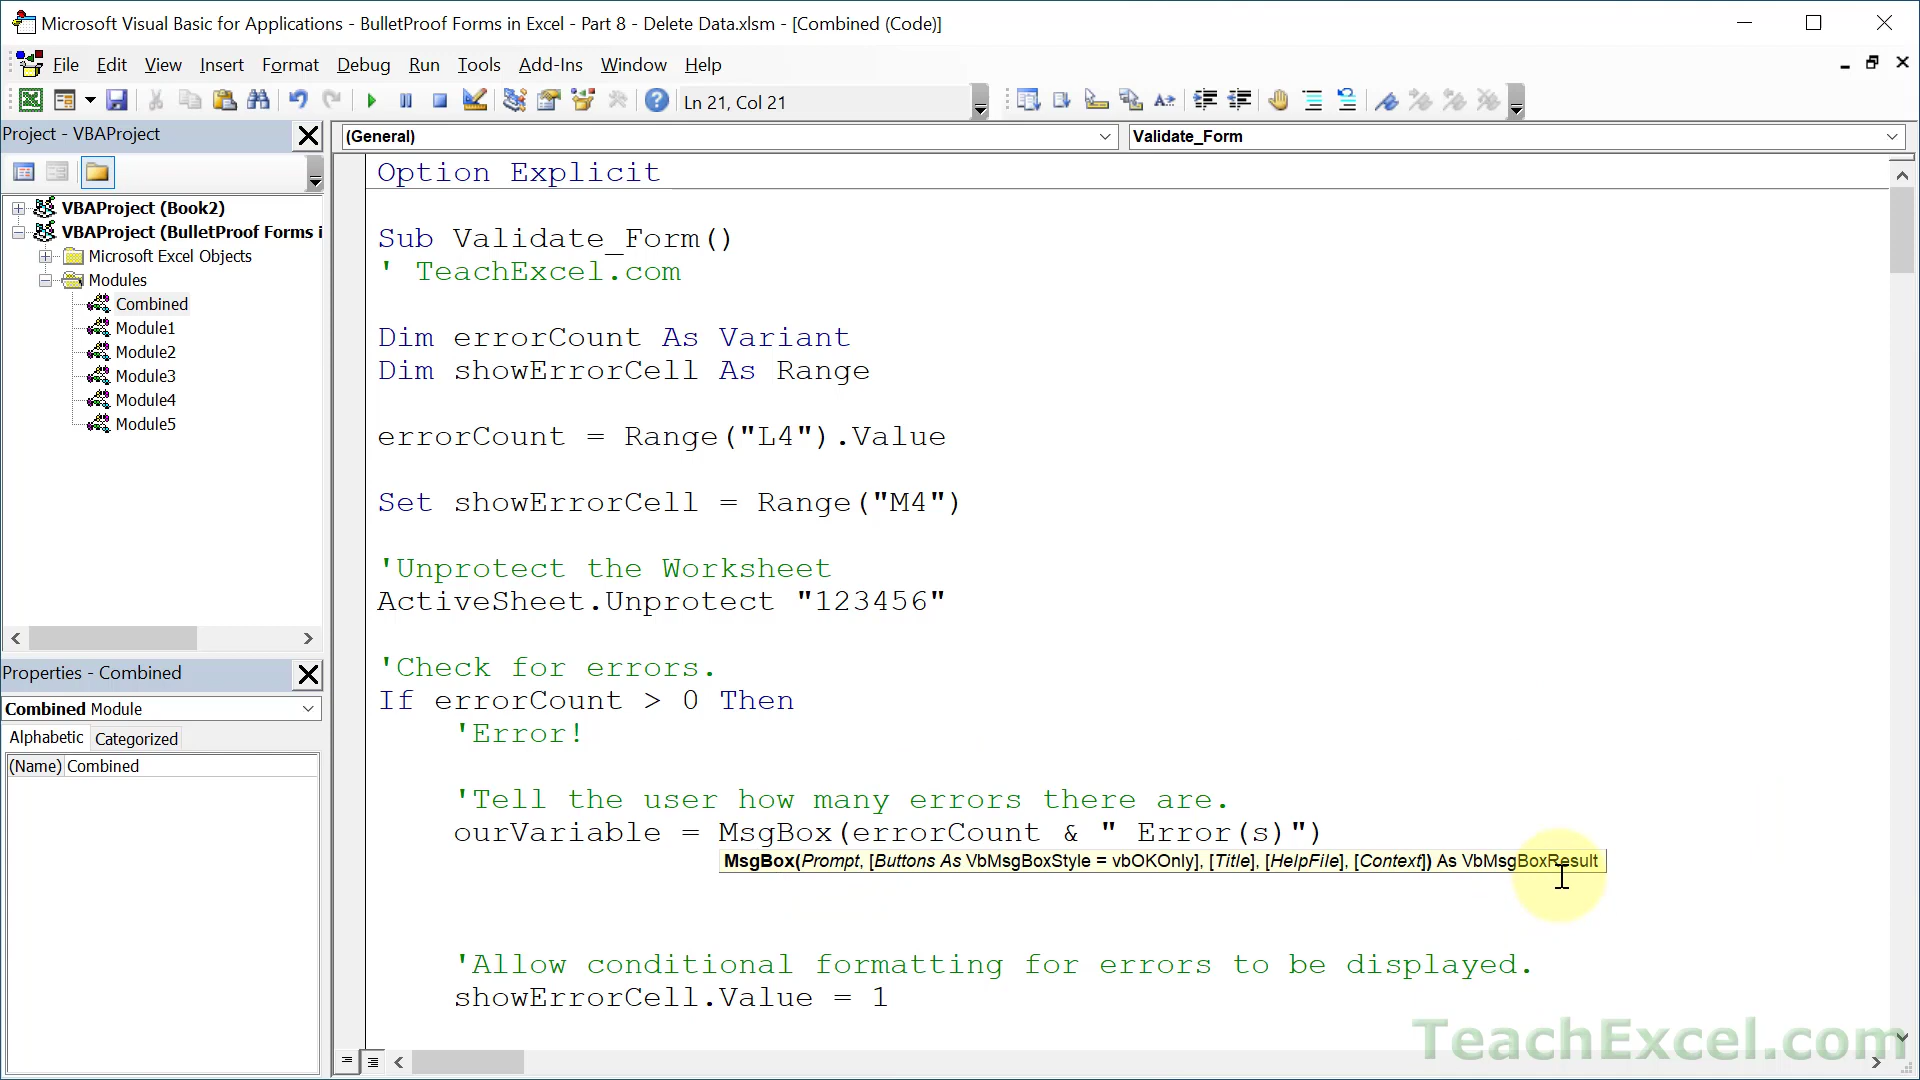 Microsoft Visual Basic for Applications - BulletProof Forms in Excel - Part 8 - Delete Data.xlsm - [Combined (Code)]
File Edit View Insert Format Debug Run Tools Add-Ins Window Help
Ln 21, Col 21
Project - VBAProject
(General)
Validate_Form
VBAProject (Book2)
VBAProject (BulletProof Forms i
Microsoft Excel Objects
Modules
Combined
Module1
Module2
Module3
Module4
Module5
Properties - Combined
Combined Module
Alphabetic Categorized
(Name) Combined
Option Explicit
Sub Validate_Form()
' TeachExcel.com
Dim errorCount As Variant
Dim showErrorCell As Range
errorCount = Range("L4").Value
Set showErrorCell = Range("M4")
'Unprotect the Worksheet
ActiveSheet.Unprotect "123456"
'Check for errors.
If errorCount > 0 Then
'Error!
'Tell the user how many errors there are.
ourVariable = MsgBox(errorCount & " Error(s)")
MsgBox(Prompt, [Buttons As VbMsgBoxStyle = vbOKOnly], [Title], [HelpFile], [Context]) As VbMsgBoxResult
'Allow conditional formatting for errors to be displayed.
showErrorCell.Value = 1
TeachExcel.com